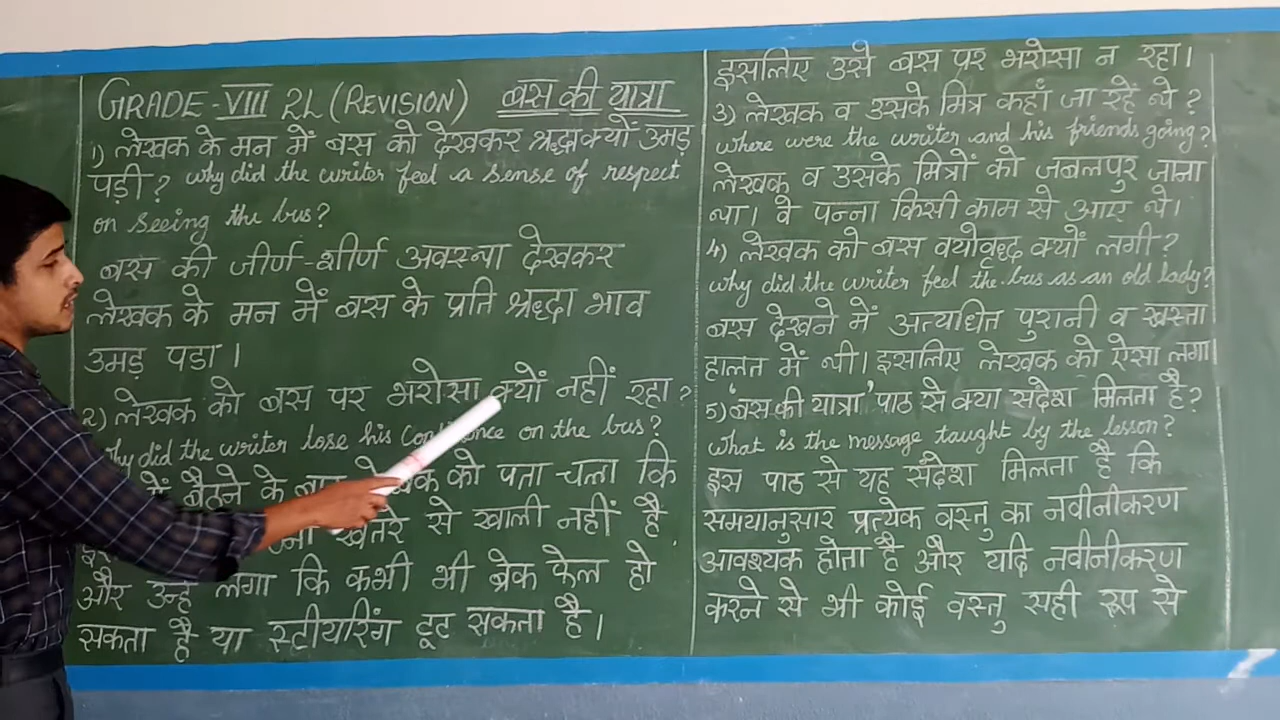 GRADE-VIII 2L (REVISION) बस की यात्रा
1) लेखक के मन में बस को देखकर श्रद्धा क्यों उमड़
पड़ी? why did the writer feel a sense of respect
on seeing the bus?
बस की जीर्ण-शीर्ण अवस्था देखकर
लेखक के मन में बस के प्रति श्रद्धा भाव
उमड़ पडा।
2) लेखक को बस पर भरोसा क्यों नहीं रहा?
did the writer lose his on the bus?
में बैठने के को पता चला कि
खतरे से खाली नहीं है
और उन्हें लगा कि कभी भी ब्रेक फेल हो
सकता है या स्टीयरिंग टूट सकता है।
इसलिए उसे बस पर भरोसा न रहा।
3) लेखक व उसके मित्र कहाँ जा रहें थे?
where were the writer and his friends going?
लेखक व उसके मित्रों को जबलपुर जाना
था। वे पन्ना किसी काम से आए थे।
4) लेखक को बस वयोवृद्ध क्यों लगी?
why did the writer feel the bus as an old lady?
बस देखने में अत्यधित पुरानी व खस्ता
हालत में थी। इसलिए लेखक को ऐसा लगा
5) 'बस की यात्रा' पाठ से क्या संदेश मिलता है?
what is the message taught by the lesson?
इस पाठ से यह संदेश मिलता है कि
समयानुसार प्रत्येक वस्तु का नवीनीकरण
आवश्यक होता है और यदि नवीनीकरण
करने से भी कोई वस्तु सही रूप से